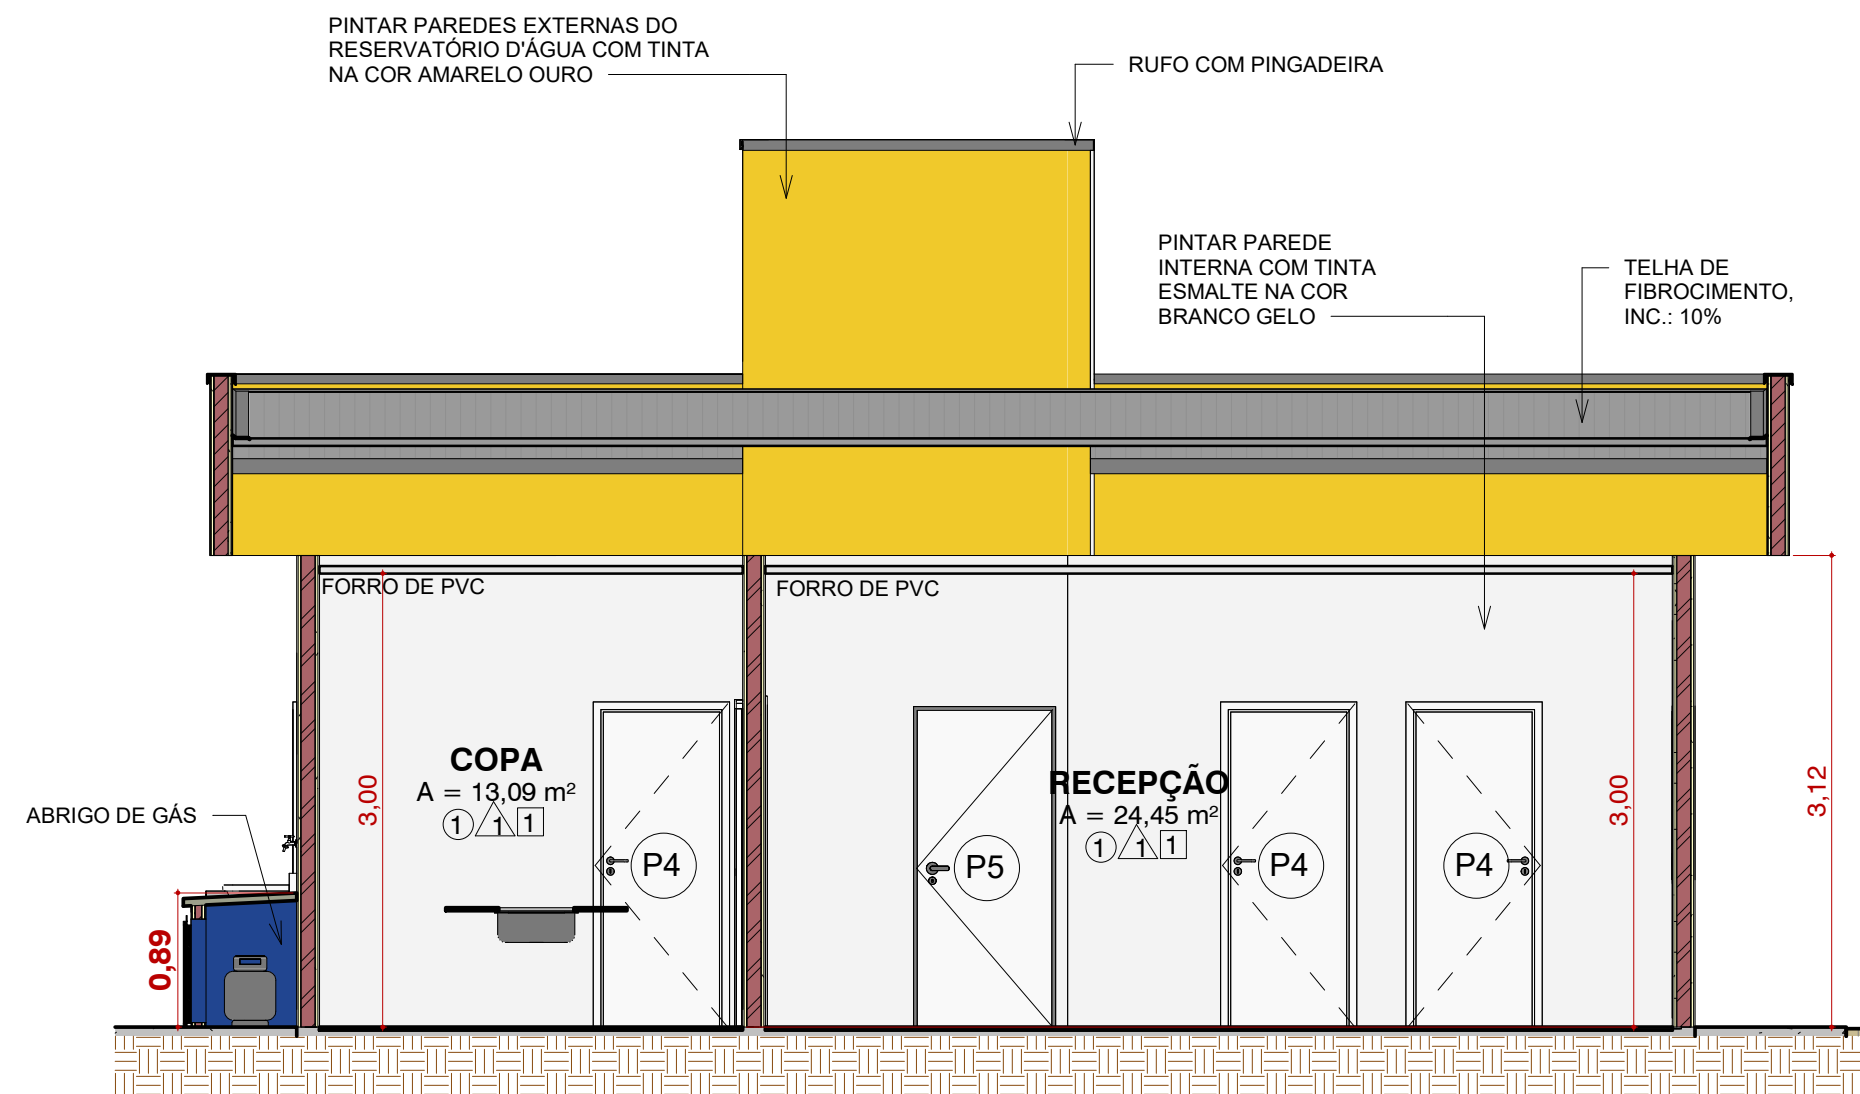 PINTAR PAREDES EXTERNAS DO
RESERVATÓRIO D'ÁGUA COM TINTA
NA COR AMARELO OURO
RUFO COM PINGADEIRA
PINTAR PAREDE
INTERNA COM TINTA
ESMALTE NA COR
BRANCO GELO
TELHA DE
FIBROCIMENTO,
INC.: 10%
FORRO DE PVC
FORRO DE PVC
COPA
A = 13,09 m²
1 1 1
RECEPÇÃO
A = 24,45 m²
1 1 1
3,00
3,00
3,12
ABRIGO DE GÁS
0,89
P4
P5
P4
P4